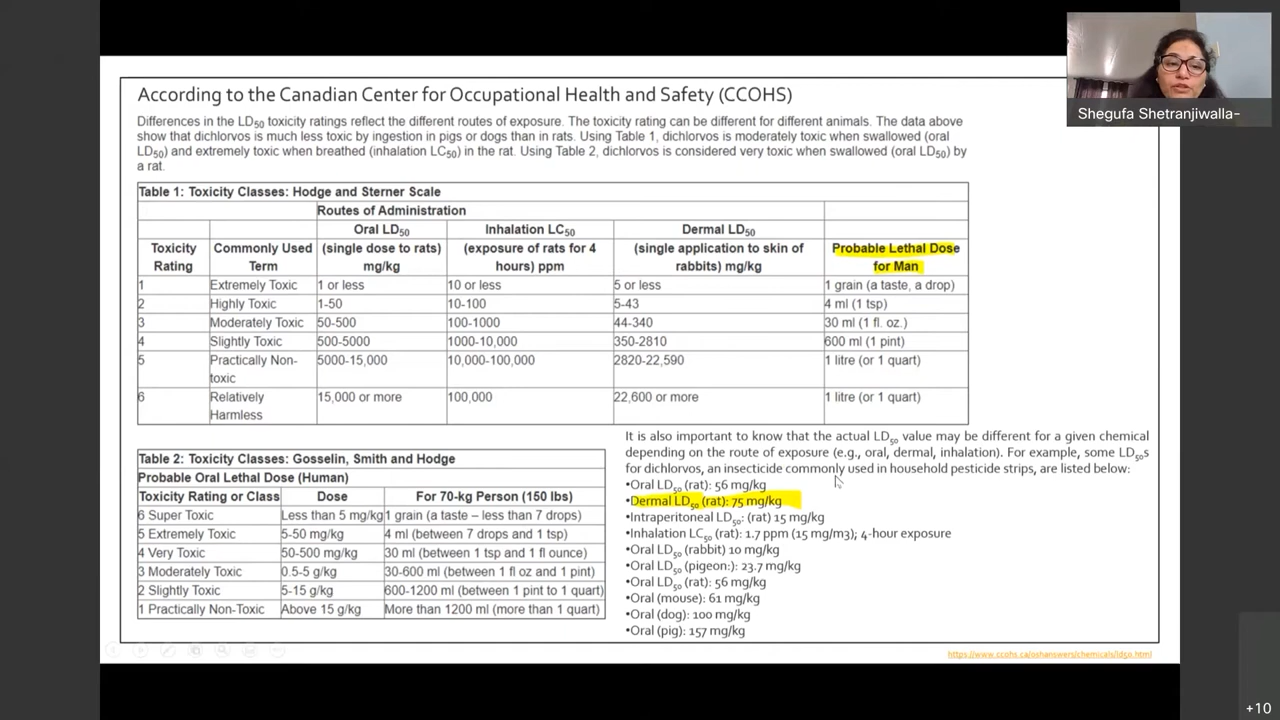 According to the Canadian Center for Occupational Health and Safety (CCOHS)
Differences in the LD50 toxicity ratings reflect the different routes of exposure. The toxicity rating can be different for different animals. The data above
show that dichlorvos is much less toxic by ingestion in pigs or dogs than in rats. Using Table 1, dichlorvos is moderately toxic when swallowed (oral
LD50) and extremely toxic when breathed (inhalation LC50) in the rat. Using Table 2, dichlorvos is considered very toxic when swallowed (oral LD50) by
a rat.
Table 1: Toxicity Classes: Hodge and Sterner Scale
Routes of Administration
Oral LD50 Inhalation LC50 Dermal LD50
Toxicity Commonly Used (single dose to rats) (exposure of rats for 4 (single application to skin of Probable Lethal Dose
Rating Term mg/kg hours) ppm rabbits) mg/kg for Man
1 Extremely Toxic 1 or less 10 or less 5 or less 1 grain (a taste, a drop)
2 Highly Toxic 1-50 10-100 5-43 4 ml (1 tsp)
3 Moderately Toxic 50-500 100-1000 44-340 30 ml (1 fl. oz.)
4 Slightly Toxic 500-5000 1000-10,000 350-2810 600 ml (1 pint)
5 Practically Non- 5000-15,000 10,000-100,000 2820-22,590 1 litre (or 1 quart)
toxic
6 Relatively 15,000 or more 100,000 22,600 or more 1 litre (or 1 quart)
Harmless
Table 2: Toxicity Classes: Gosselin, Smith and Hodge
Probable Oral Lethal Dose (Human)
Toxicity Rating or Class Dose For 70-kg Person (150 lbs)
6 Super Toxic Less than 5 mg/kg 1 grain (a taste – less than 7 drops)
5 Extremely Toxic 5-50 mg/kg 4 ml (between 7 drops and 1 tsp)
4 Very Toxic 50-500 mg/kg 30 ml (between 1 tsp and 1 fl ounce)
3 Moderately Toxic 0.5-5 g/kg 30-600 ml (between 1 fl oz and 1 pint)
2 Slightly Toxic 5-15 g/kg 600-1200 ml (between 1 pint to 1 quart)
1 Practically Non-Toxic Above 15 g/kg More than 1200 ml (more than 1 quart)
It is also important to know that the actual LD50 value may be different for a given chemical
depending on the route of exposure (e.g., oral, dermal, inhalation). For example, some LD50s
for dichlorvos, an insecticide commonly used in household pesticide strips, are listed below:
•Oral LD50 (rat): 56 mg/kg
•Dermal LD50 (rat): 75 mg/kg
•Intraperitoneal LD50: (rat) 15 mg/kg
•Inhalation LC50 (rat): 1.7 ppm (15 mg/m3); 4-hour exposure
•Oral LD50 (rabbit) 10 mg/kg
•Oral LD50 (pigeon:): 23.7 mg/kg
•Oral LD50 (rat): 56 mg/kg
•Oral (mouse): 61 mg/kg
•Oral (dog): 100 mg/kg
•Oral (pig): 157 mg/kg
https://www.ccohs.ca/oshanswers/chemicals/ld50.html
Shegufa Shetranjiwalla-
+10